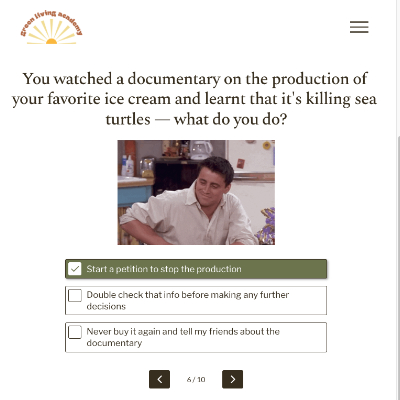 green living academy
You watched a documentary on the production of
your favorite ice cream and learnt that it's killing sea
turtles — what do you do?
Start a petition to stop the production
Double check that info before making any further
decisions
Never buy it again and tell my friends about the
documentary
6 / 10